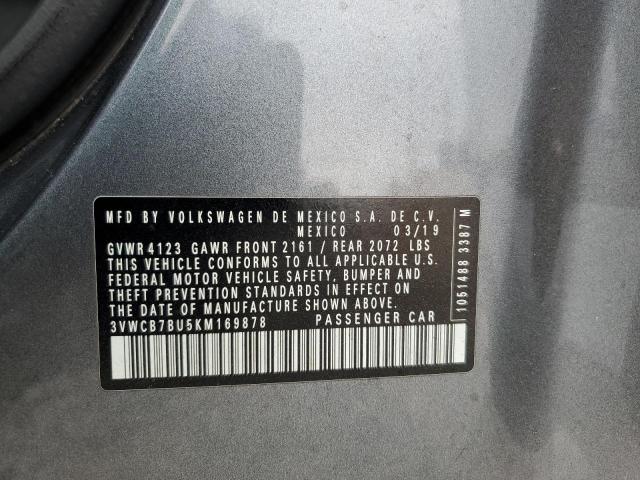 MFD BY VOLKSWAGEN DE MEXICO S.A. DE C.V.
MEXICO 03/19
GVWR 4123 GAWR FRONT 2161 / REAR 2072 LBS
THIS VEHICLE CONFORMS TO ALL APPLICABLE U.S.
FEDERAL MOTOR VEHICLE SAFETY, BUMPER AND
THEFT PREVENTION STANDARDS IN EFFECT ON
THE DATE OF MANUFACTURE SHOWN ABOVE.
3VWCB7BU5KM169878 PASSENGER CAR
1051488 3387 M